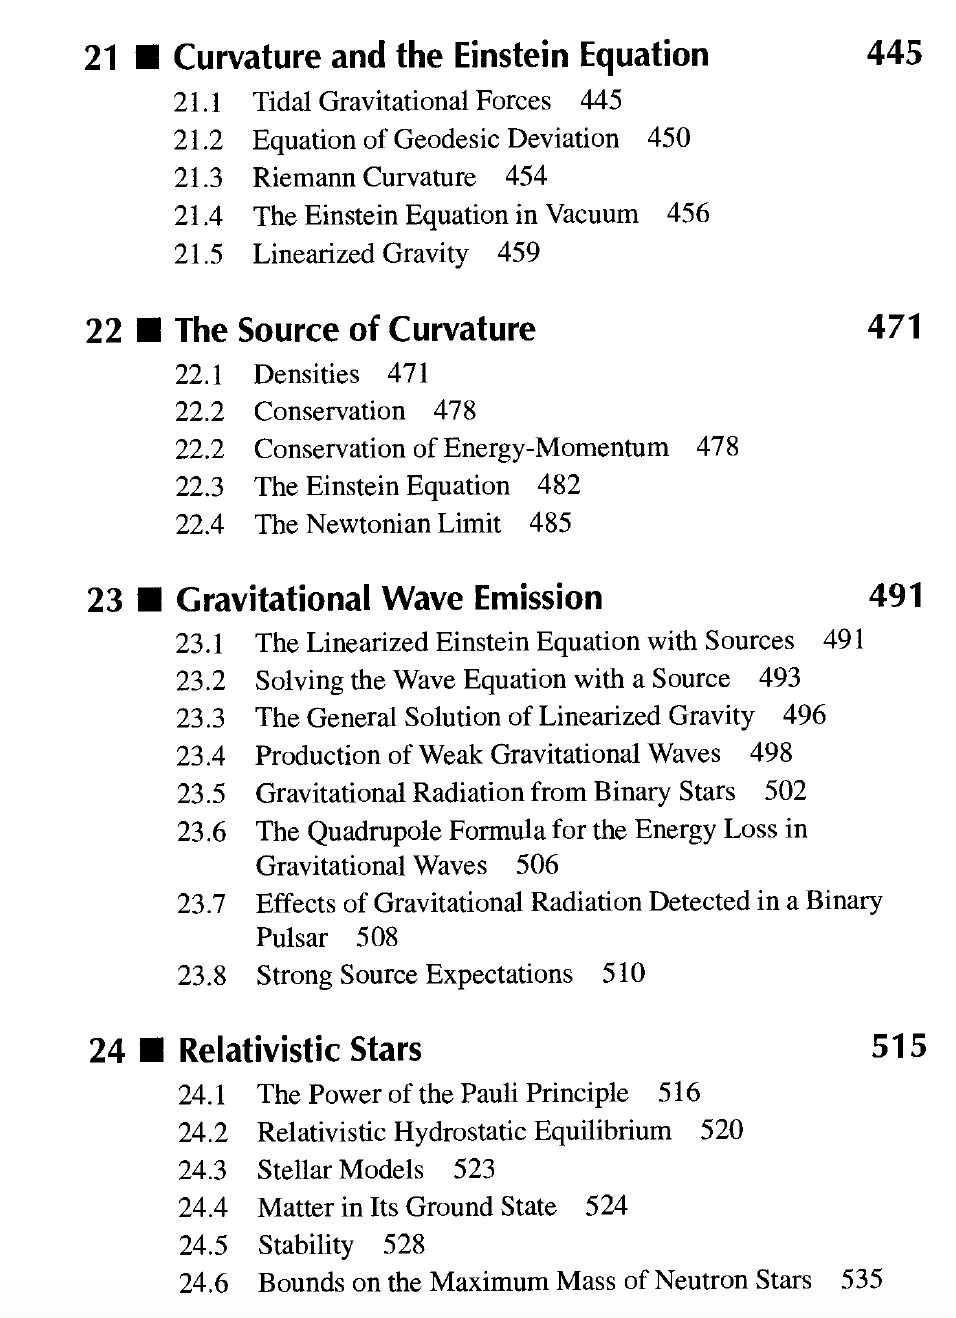 21 ■ Curvature and the Einstein Equation 445
21.1 Tidal Gravitational Forces 445
21.2 Equation of Geodesic Deviation 450
21.3 Riemann Curvature 454
21.4 The Einstein Equation in Vacuum 456
21.5 Linearized Gravity 459
22 ■ The Source of Curvature 471
22.1 Densities 471
22.2 Conservation 478
22.2 Conservation of Energy-Momentum 478
22.3 The Einstein Equation 482
22.4 The Newtonian Limit 485
23 ■ Gravitational Wave Emission 491
23.1 The Linearized Einstein Equation with Sources 491
23.2 Solving the Wave Equation with a Source 493
23.3 The General Solution of Linearized Gravity 496
23.4 Production of Weak Gravitational Waves 498
23.5 Gravitational Radiation from Binary Stars 502
23.6 The Quadrupole Formula for the Energy Loss in
Gravitational Waves 506
23.7 Effects of Gravitational Radiation Detected in a Binary
Pulsar 508
23.8 Strong Source Expectations 510
24 ■ Relativistic Stars 515
24.1 The Power of the Pauli Principle 516
24.2 Relativistic Hydrostatic Equilibrium 520
24.3 Stellar Models 523
24.4 Matter in Its Ground State 524
24.5 Stability 528
24.6 Bounds on the Maximum Mass of Neutron Stars 535